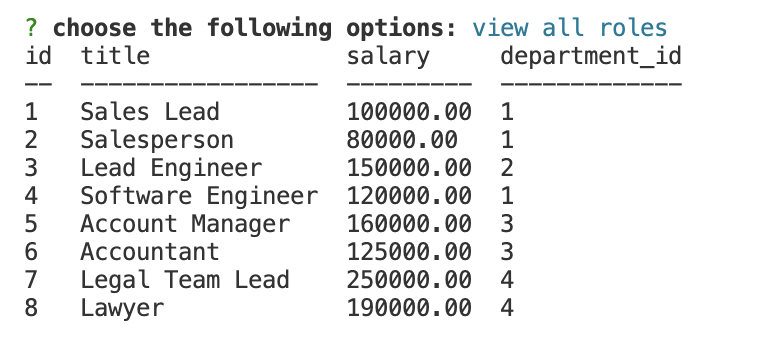 ? choose the following options: view all roles
id  title              salary     department_id
--  -----------------  ---------  -------------
1   Sales Lead         100000.00  1
2   Salesperson        80000.00   1
3   Lead Engineer      150000.00  2
4   Software Engineer  120000.00  1
5   Account Manager    160000.00  3
6   Accountant         125000.00  3
7   Legal Team Lead    250000.00  4
8   Lawyer             190000.00  4